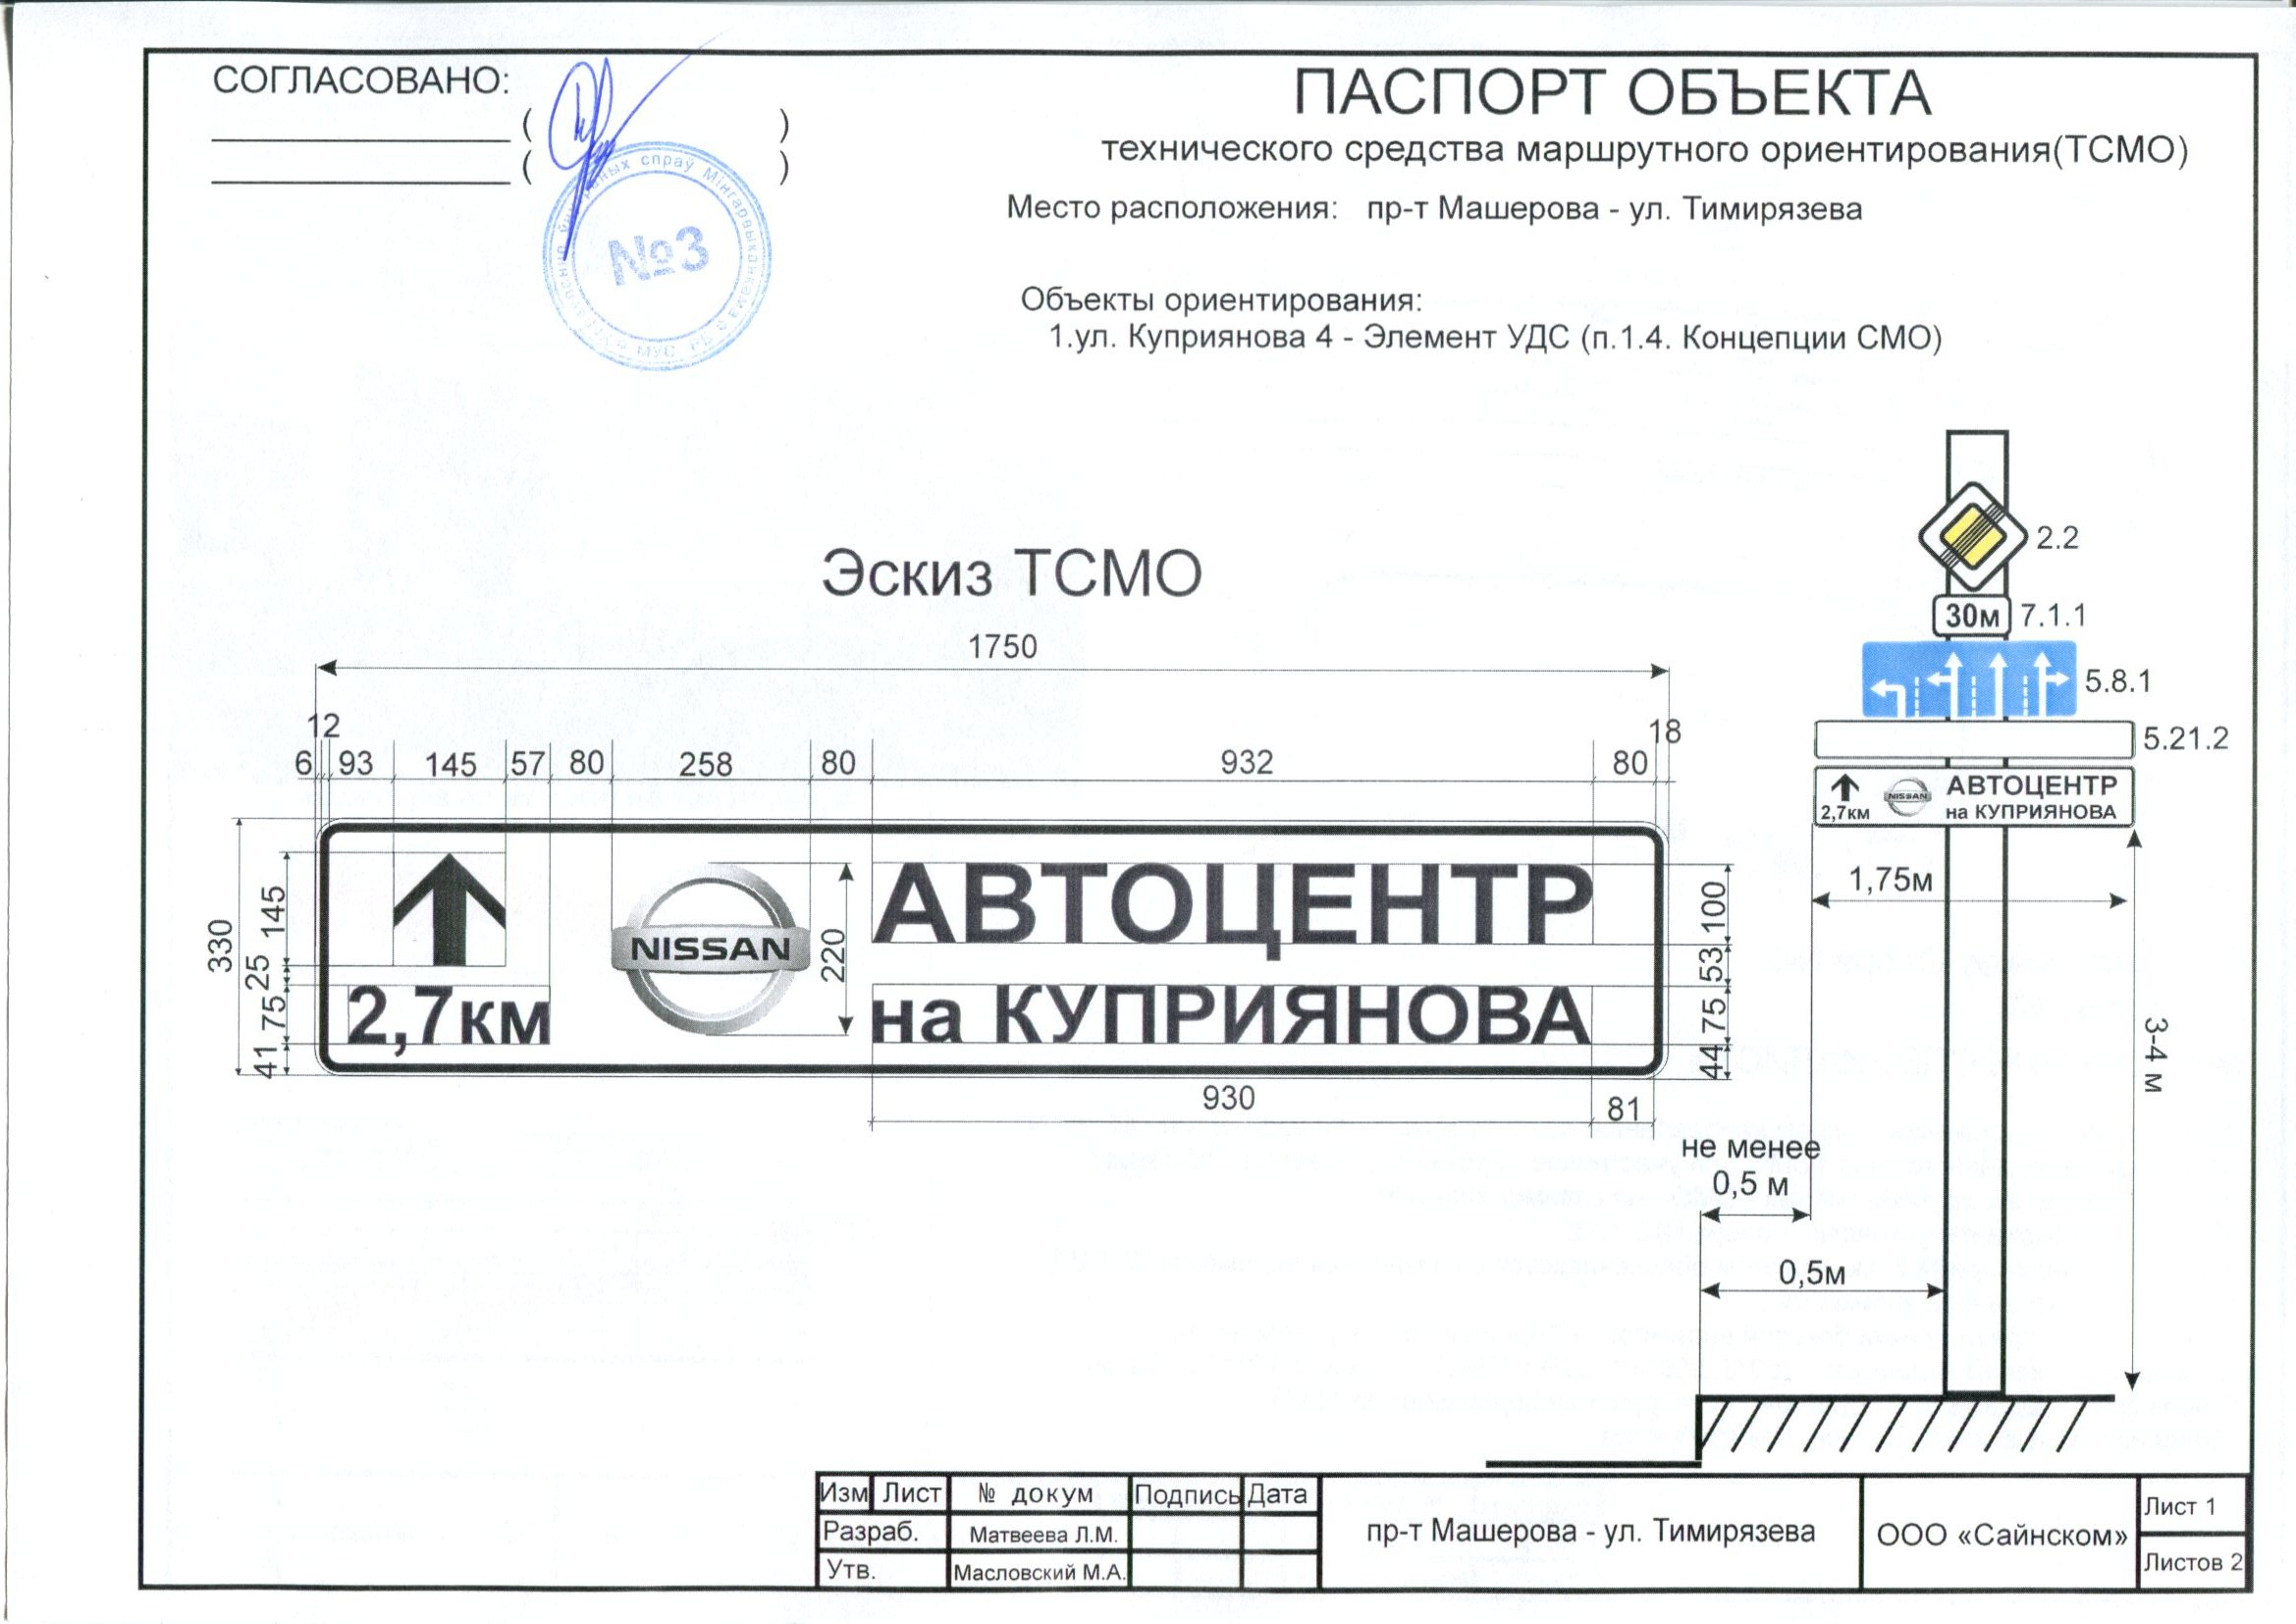 СОГЛАСОВАНО:
( )
( )
№3
спраў Мінгарвыканкама
МУС РБ
ПАСПОРТ ОБЪЕКТА
технического средства маршрутного ориентирования(ТСМО)
Место расположения: пр-т Машерова - ул. Тимирязева
Объекты ориентирования:
1.ул. Куприянова 4 - Элемент УДС (п.1.4. Концепции СМО)
Эскиз ТСМО
1750
12
18
6 93 145 57 80 258 80 932 80
330
145
25
75
41
2,7км
NISSAN
220
АВТОЦЕНТР
на КУПРИЯНОВА
100
53
75
44
930
81
2.2
30м 7.1.1
5.8.1
5.21.2
2,7км
NISSAN
АВТОЦЕНТР
на КУПРИЯНОВА
1,75м
3-4 м
не менее
0,5 м
0,5м
Изм Лист № докум Подпись Дата
Разраб. Матвеева Л.М.
Утв. Масловский М.А.
пр-т Машерова - ул. Тимирязева
ООО «Сайнском»
Лист 1
Листов 2